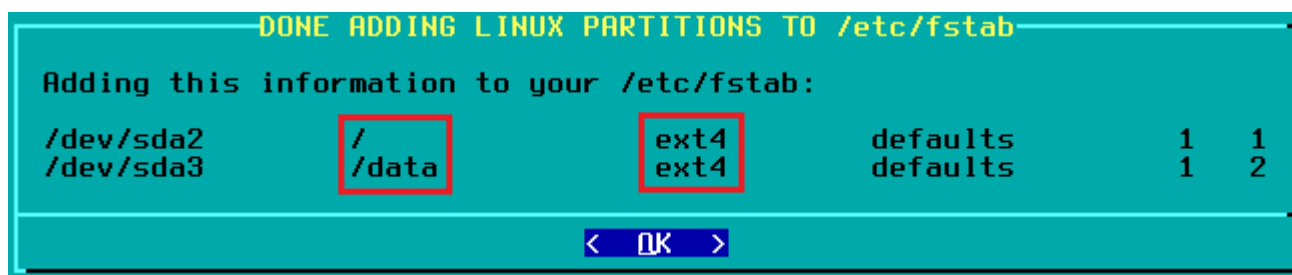 DONE ADDING LINUX PARTITIONS TO /etc/fstab
Adding this information to your /etc/fstab:
/dev/sda2 / ext4 defaults 1 1
/dev/sda3 /data ext4 defaults 1 2
< OK >